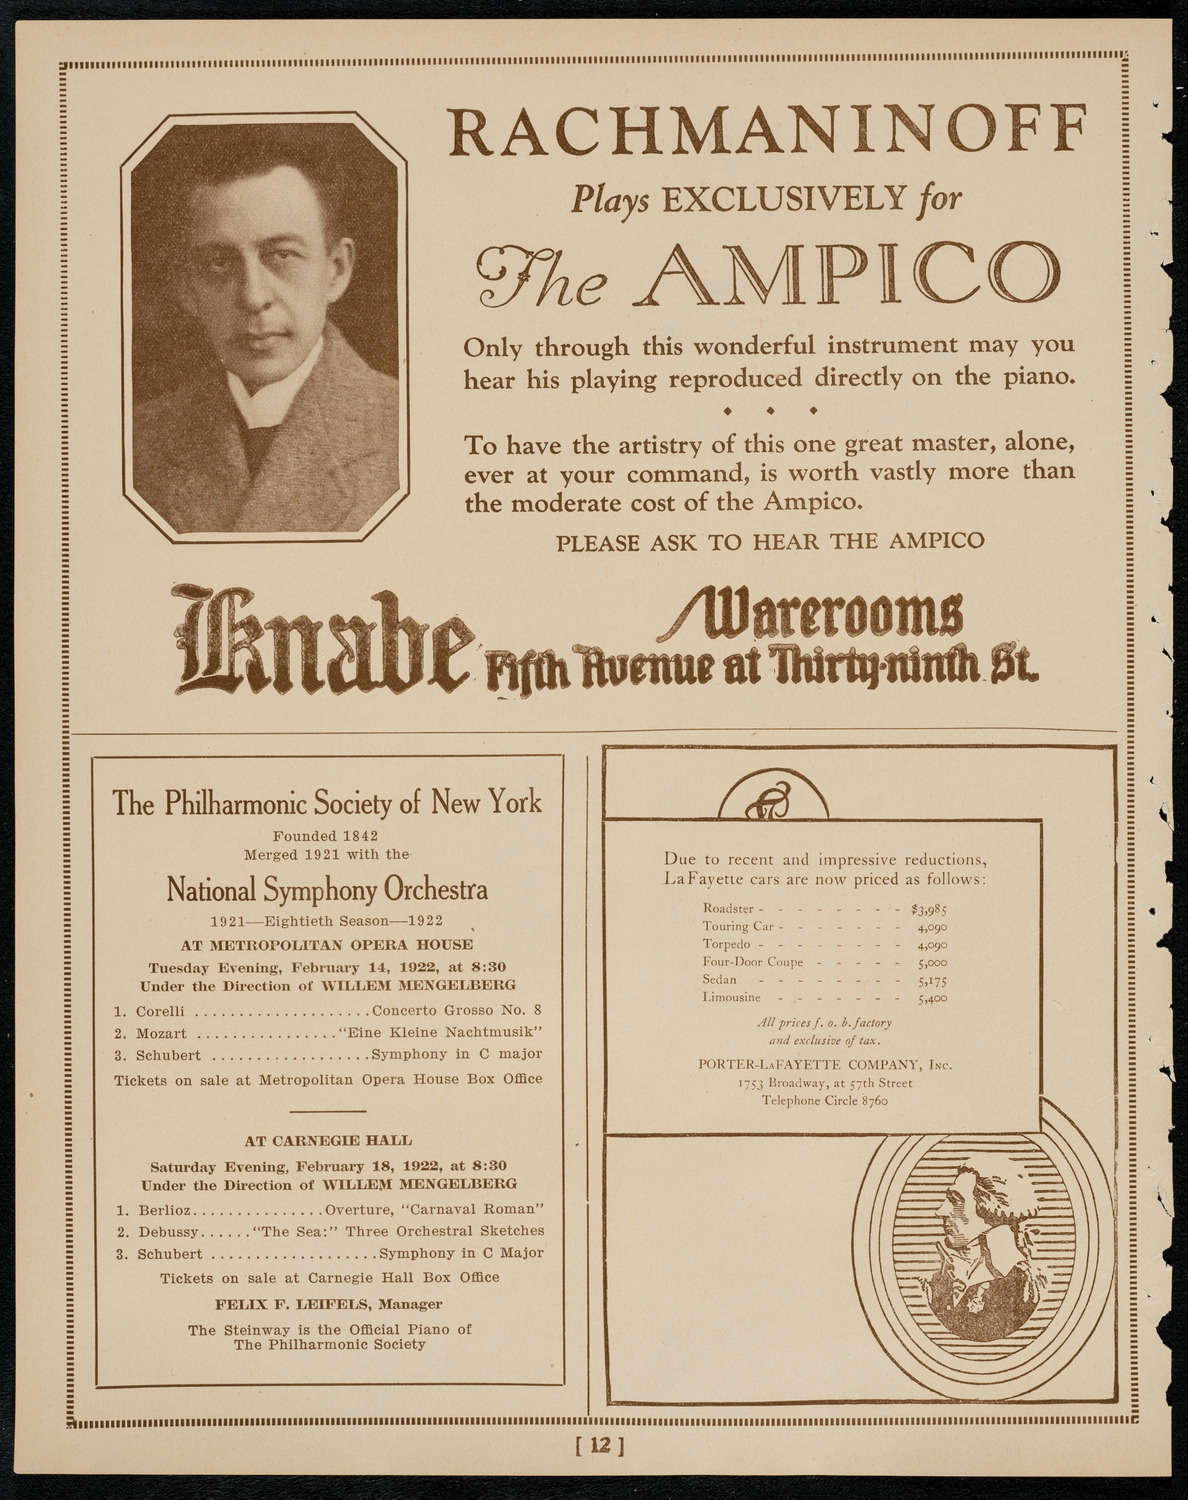 RACHMANINOFF
Plays EXCLUSIVELY for
The AMPICO
Only through this wonderful instrument may you
hear his playing reproduced directly on the piano.
To have the artistry of this one great master, alone,
ever at your command, is worth vastly more than
the moderate cost of the Ampico.
PLEASE ASK TO HEAR THE AMPICO
Knabe Warerooms
Fifth Avenue at Thirty-ninth St.
The Philharmonic Society of New York
Founded 1842
Merged 1921 with the
National Symphony Orchestra
1921—Eightieth Season—1922
AT METROPOLITAN OPERA HOUSE
Tuesday Evening, February 14, 1922, at 8:30
Under the Direction of WILLEM MENGELBERG
1. Corelli ....................Concerto Grosso No. 8
2. Mozart ................"Eine Kleine Nachtmusik"
3. Schubert ..................Symphony in C major
Tickets on sale at Metropolitan Opera House Box Office
AT CARNEGIE HALL
Saturday Evening, February 18, 1922, at 8:30
Under the Direction of WILLEM MENGELBERG
1. Berlioz...............Overture, "Carnaval Roman"
2. Debussy......"The Sea:" Three Orchestral Sketches
3. Schubert ...................Symphony in C Major
Tickets on sale at Carnegie Hall Box Office
FELIX F. LEIFELS, Manager
The Steinway is the Official Piano of
The Philharmonic Society
Due to recent and impressive reductions,
LaFayette cars are now priced as follows:
Roadster - - - - - - - - $3,985
Touring Car - - - - - - - 4,090
Torpedo - - - - - - - - 4,090
Four-Door Coupe - - - - - 5,000
Sedan - - - - - - - 5,175
Limousine - - - - - - - 5,400
All prices f. o. b. factory
and exclusive of tax.
PORTER-LAFAYETTE COMPANY, INC.
1753 Broadway, at 57th Street
Telephone Circle 8760
[ 12 ]